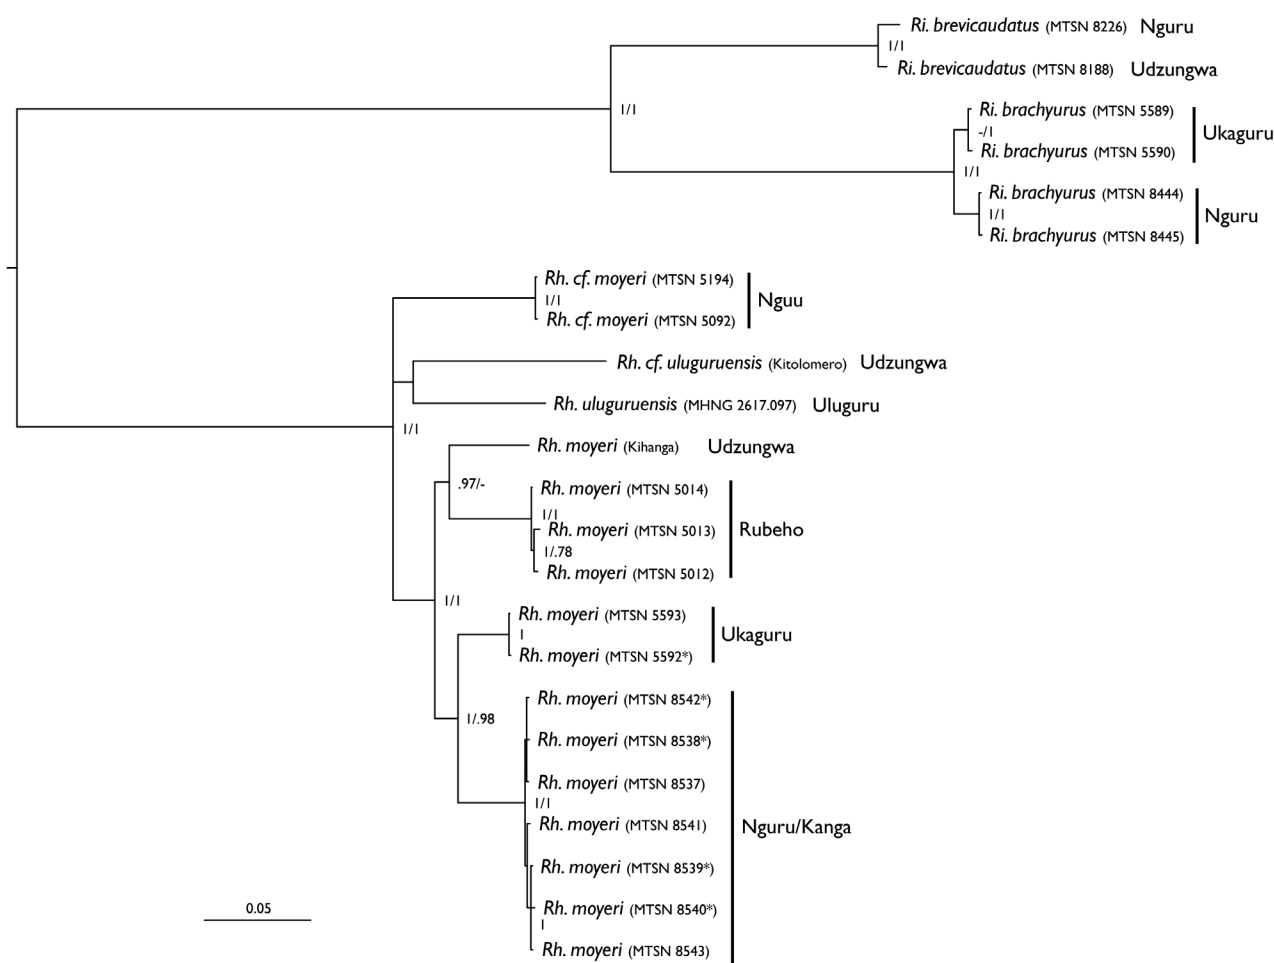 Ri. brevicaudatus (MTSN 8226) Nguru
1/1
Ri. brevicaudatus (MTSN 8188) Udzungwa
1/1
Ri. brachyurus (MTSN 5589)
-/1
Ukaguru
Ri. brachyurus (MTSN 5590)
1/1
Ri. brachyurus (MTSN 8444)
1/1
Nguru
Ri. brachyurus (MTSN 8445)
Rh. cf. moyeri (MTSN 5194)
1/1
Nguu
Rh. cf. moyeri (MTSN 5092)
Rh. cf. uluguruensis (Kitolomero) Udzungwa
Rh. uluguruensis (MHNG 2617.097) Uluguru
1/1
Rh. moyeri (Kihanga) Udzungwa
.97/-
Rh. moyeri (MTSN 5014)
1/1
Rh. moyeri (MTSN 5013)
Rubeho
1/.78
Rh. moyeri (MTSN 5012)
1/1
Rh. moyeri (MTSN 5593)
1
Ukaguru
Rh. moyeri (MTSN 5592*)
Rh. moyeri (MTSN 8542*)
1/.98
Rh. moyeri (MTSN 8538*)
Rh. moyeri (MTSN 8537)
1/1
Rh. moyeri (MTSN 8541)
Nguru/Kanga
Rh. moyeri (MTSN 8539*)
Rh. moyeri (MTSN 8540*)
1
Rh. moyeri (MTSN 8543)
0.05